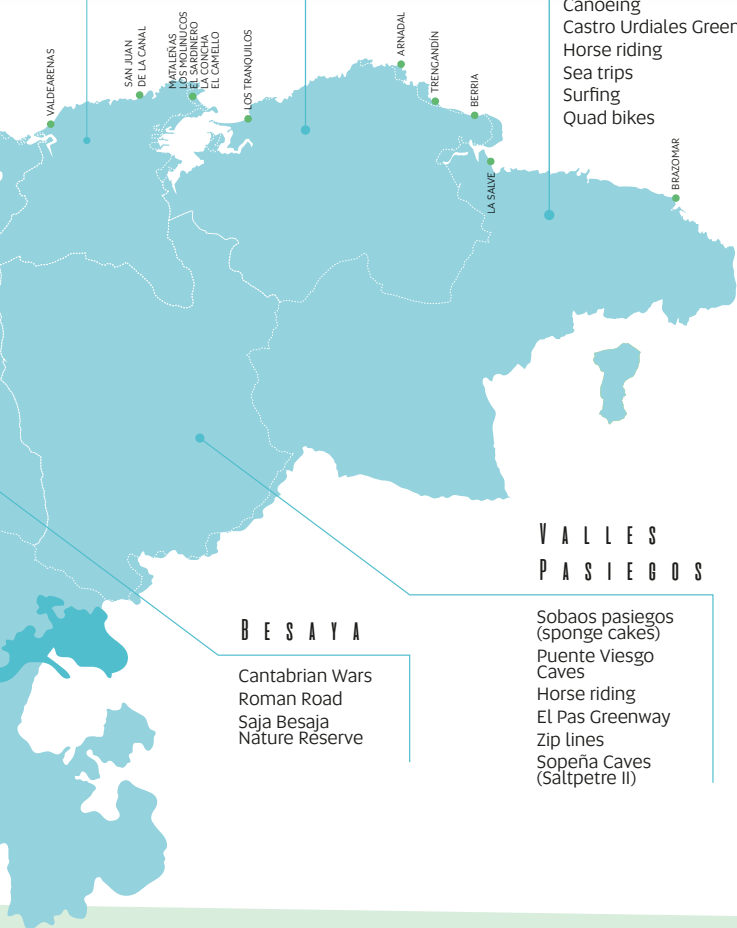 Canoeing
Castro Urdiales Green
Horse riding
Sea trips
Surfing
Quad bikes
VALDEARENAS
SAN JUAN
DE LA CANAL
MATALEÑAS
LOS MOLINUCOS
EL SARDINERO
LA CONCHA
EL CAMELLO
LOS TRANQUILOS
ARNADAL
TRENGANDÍN
BERRIA
LA SALVE
BRAZOMAR
VALLES
PASIEGOS
Sobaos pasiegos
(sponge cakes)
Puente Viesgo
Caves
Horse riding
El Pas Greenway
Zip lines
Sopeña Caves
(Saltpetre II)
BESAYA
Cantabrian Wars
Roman Road
Saja Besaja
Nature Reserve